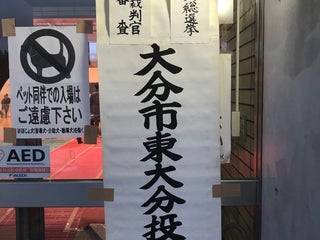 総選挙
裁判官
審査
大分市東大分投
ペット同伴での入場は
ご遠慮下さい
AED